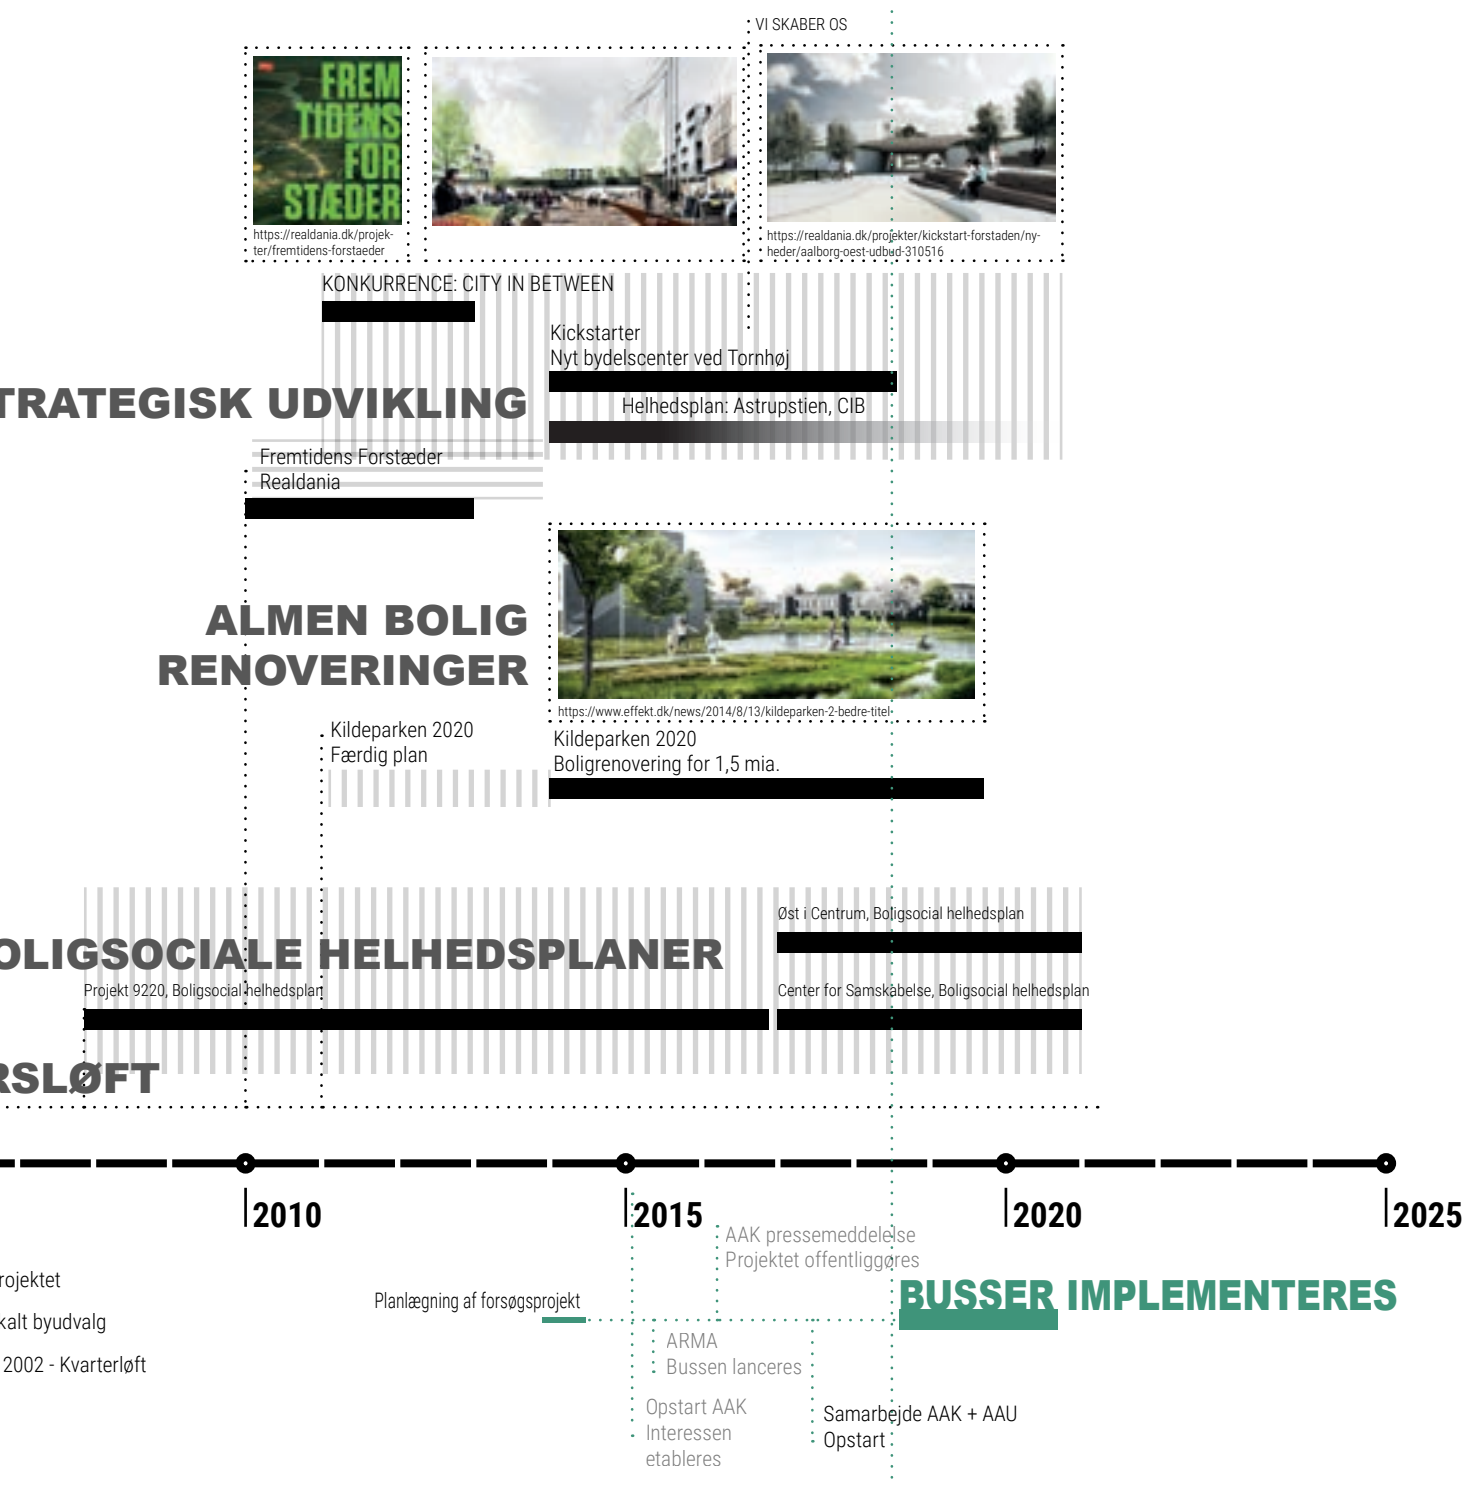 VI SKABER OS
FREM
TIDENS
FOR
STÆDER
https://realdania.dk/projek-
ter/fremtidens-forstaeder
https://realdania.dk/projekter/kickstart-forstaden/ny-
heder/aalborg-oest-udbud-310516
KONKURRENCE: CITY IN BETWEEN
Kickstarter
Nyt bydelscenter ved Tornhøj
TRATEGISK UDVIKLING
Helhedsplan: Astrupstien, CIB
Fremtidens Forstæder
Realdania
ALMEN BOLIG
RENOVERINGER
https://www.effekt.dk/news/2014/8/13/kildeparken-2-bedre-titel
Kildeparken 2020
Færdig plan
Kildeparken 2020
Boligrenovering for 1,5 mia.
Øst i Centrum, Boligsocial helhedsplan
OLIGSOCIALE HELHEDSPLANER
Projekt 9220, Boligsocial helhedsplan
Center for Samskabelse, Boligsocial helhedsplan
RSLØFT
2010
2015
2020
2025
AAK pressemeddelelse
Projektet offentliggøres
rojektet
kalt byudvalg
2002 - Kvarterløft
Planlægning af forsøgsprojekt
BUSSER IMPLEMENTERES
ARMA
Bussen lanceres
Opstart AAK
Interessen
etableres
Samarbejde AAK + AAU
Opstart